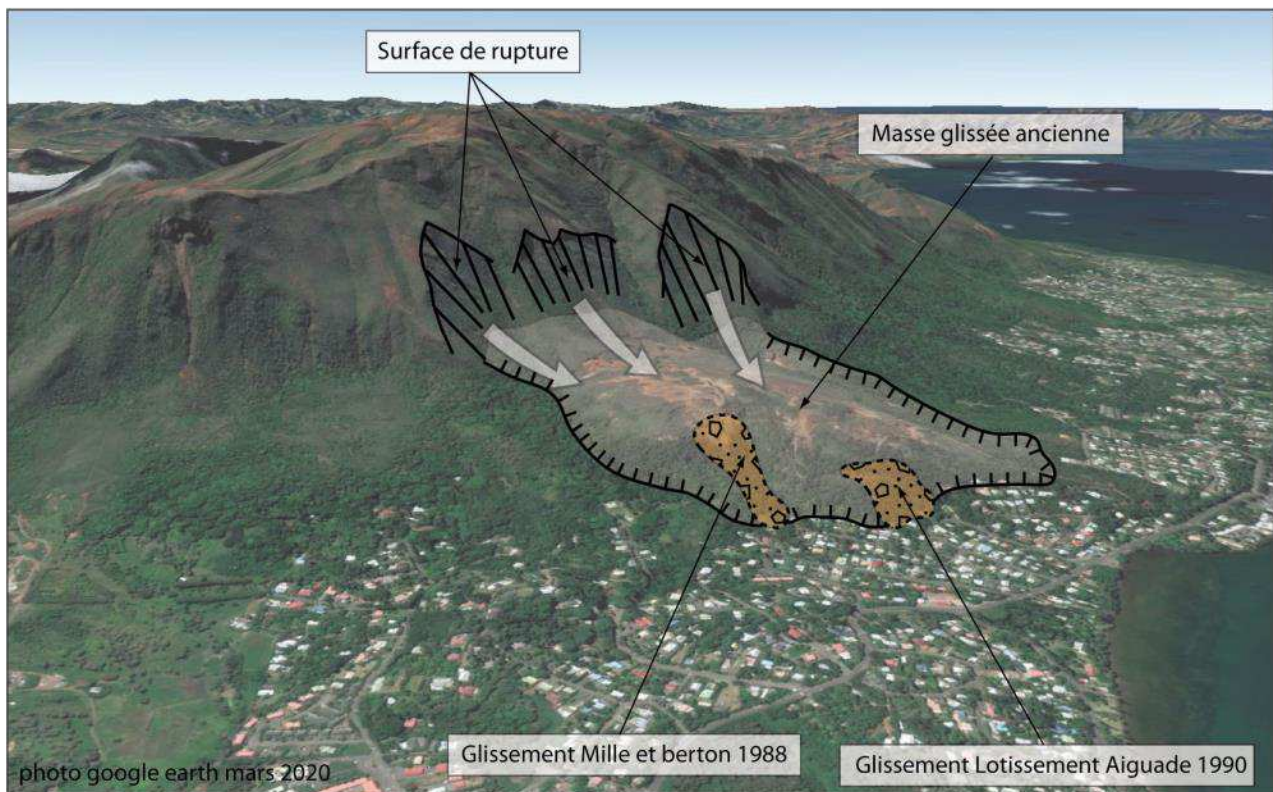 Surface de rupture
Masse glissée ancienne
Glissement Mille et berton 1988
Glissement Lotissement Aiguade 1990
photo google earth mars 2020